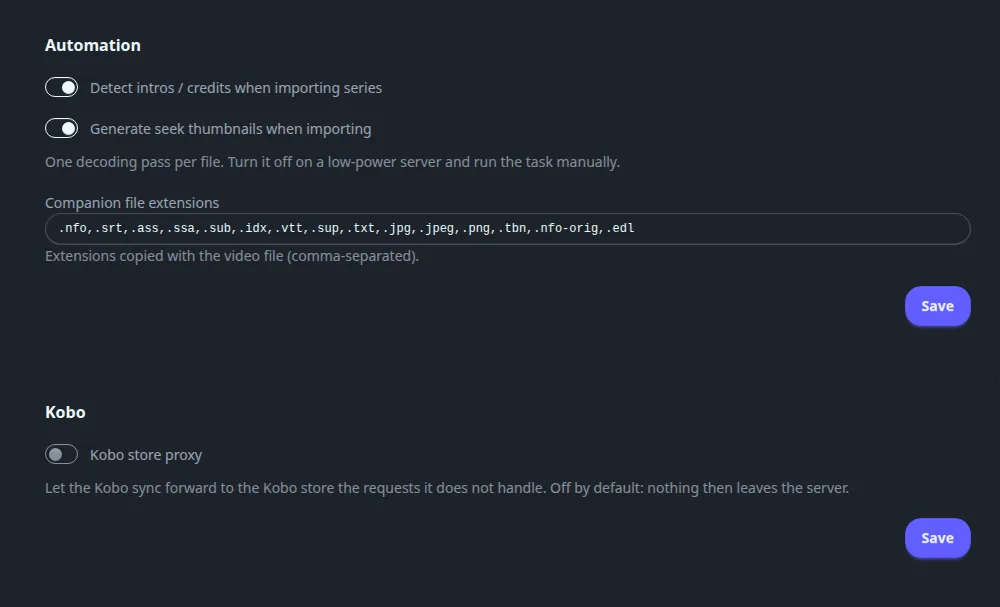 Automation
Detect intros / credits when importing series
Generate seek thumbnails when importing
One decoding pass per file. Turn it off on a low-power server and run the task manually.
Companion file extensions
.nfo,.srt,.ass,.ssa,.sub,.idx,.vtt,.sup,.txt,.jpg,.jpeg,.png,.tbn,.nfo-orig,.edl
Extensions copied with the video file (comma-separated).
Save
Kobo
Kobo store proxy
Let the Kobo sync forward to the Kobo store the requests it does not handle. Off by default: nothing then leaves the server.
Save